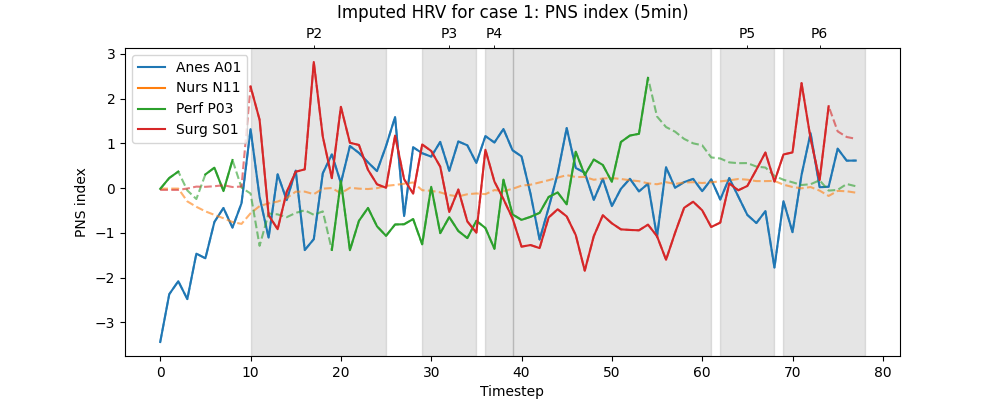 Imputed HRV for case 1: PNS index (5min)
P2 P3 P4 P5 P6
Anes A01
Nurs N11
Perf P03
Surg S01
PNS index
3
2
1
0
−1
−2
−3
0 10 20 30 40 50 60 70 80
Timestep